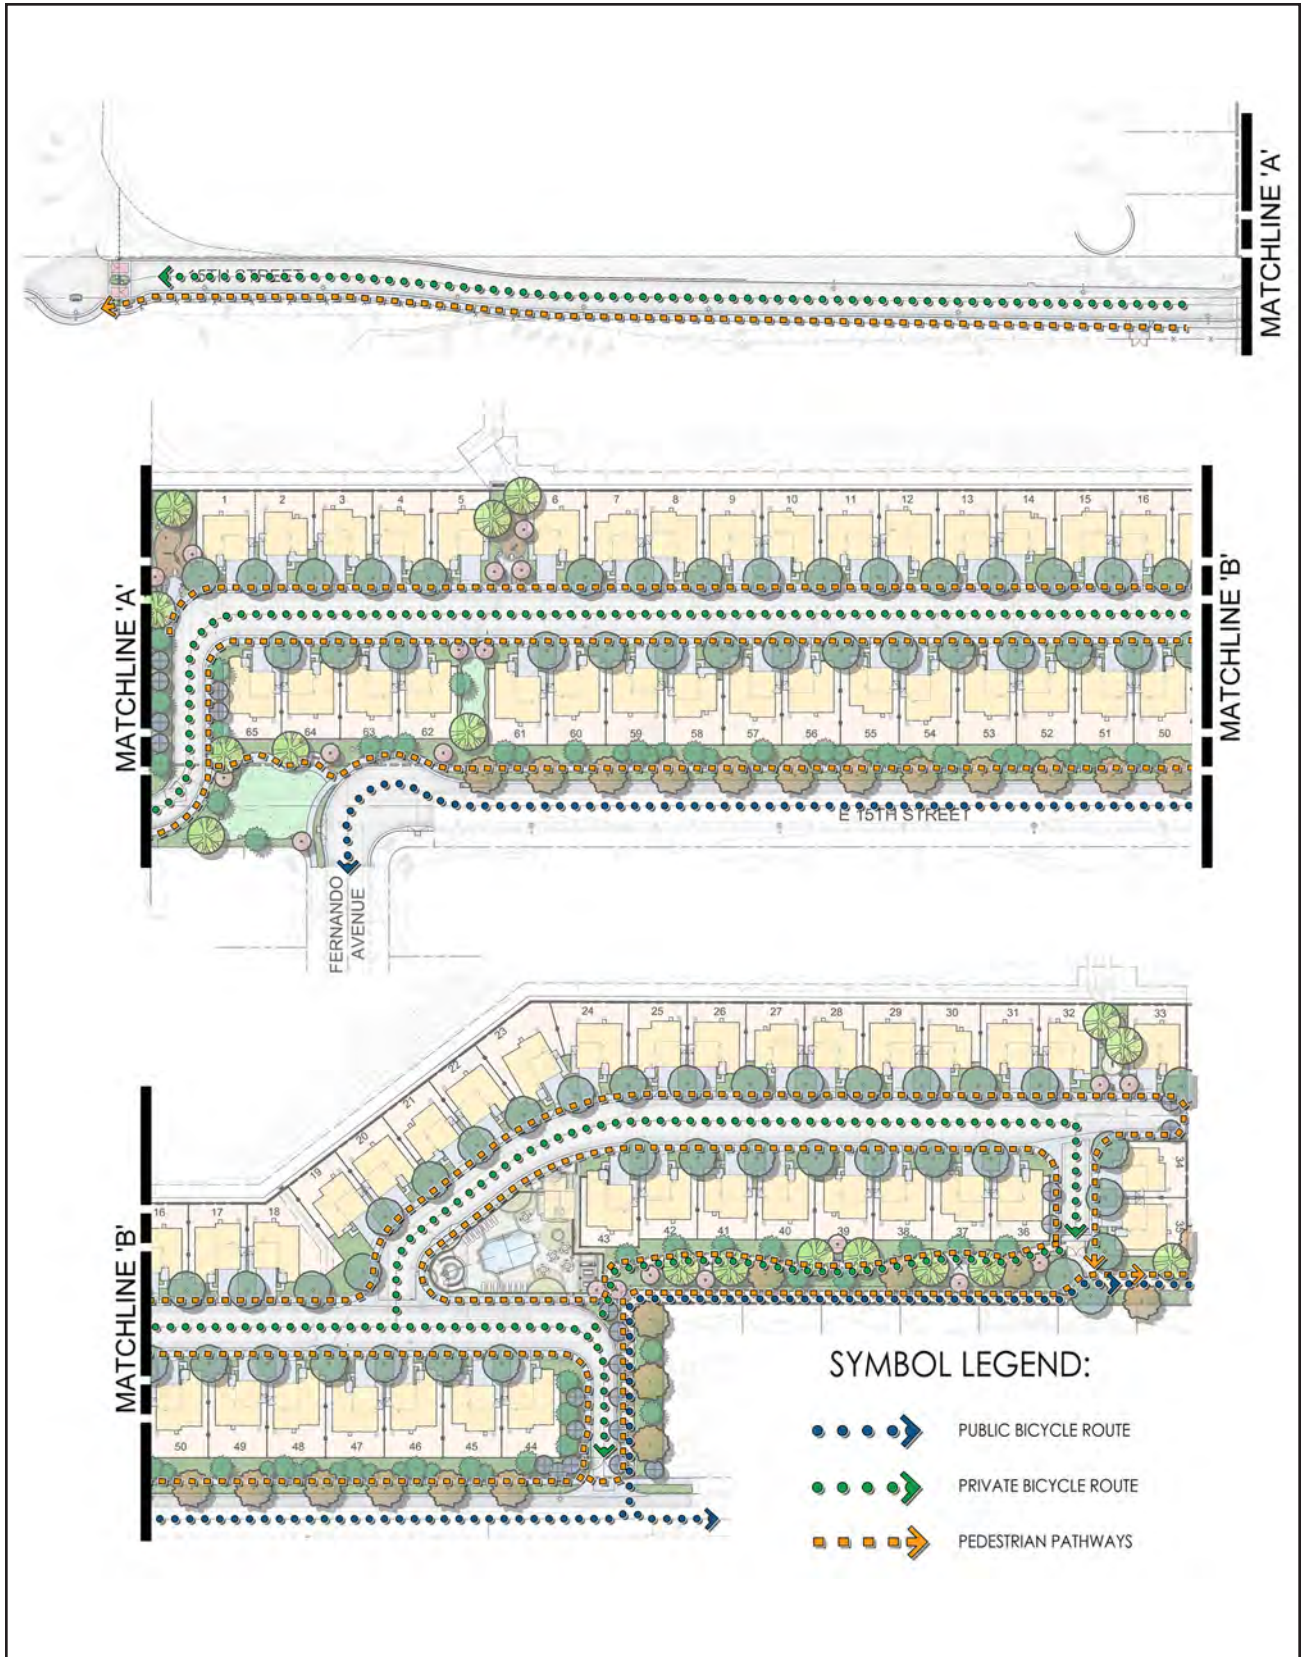 MATCHLINE 'A'
15TH STREET
MATCHLINE 'A'
MATCHLINE 'B'
1 2 3 4 5 6 7 8 9 10 11 12 13 14 15 16
65 64 63 62 61 60 59 58 57 56 55 54 53 52 51 50
E 15TH STREET
FERNANDO
AVENUE
MATCHLINE 'B'
16 17 18 19 20 21 22 23 24 25 26 27 28 29 30 31 32 33
34
35
43 42 41 40 39 38 37 36
50 49 48 47 46 45 44
SYMBOL LEGEND:
PUBLIC BICYCLE ROUTE
PRIVATE BICYCLE ROUTE
PEDESTRIAN PATHWAYS